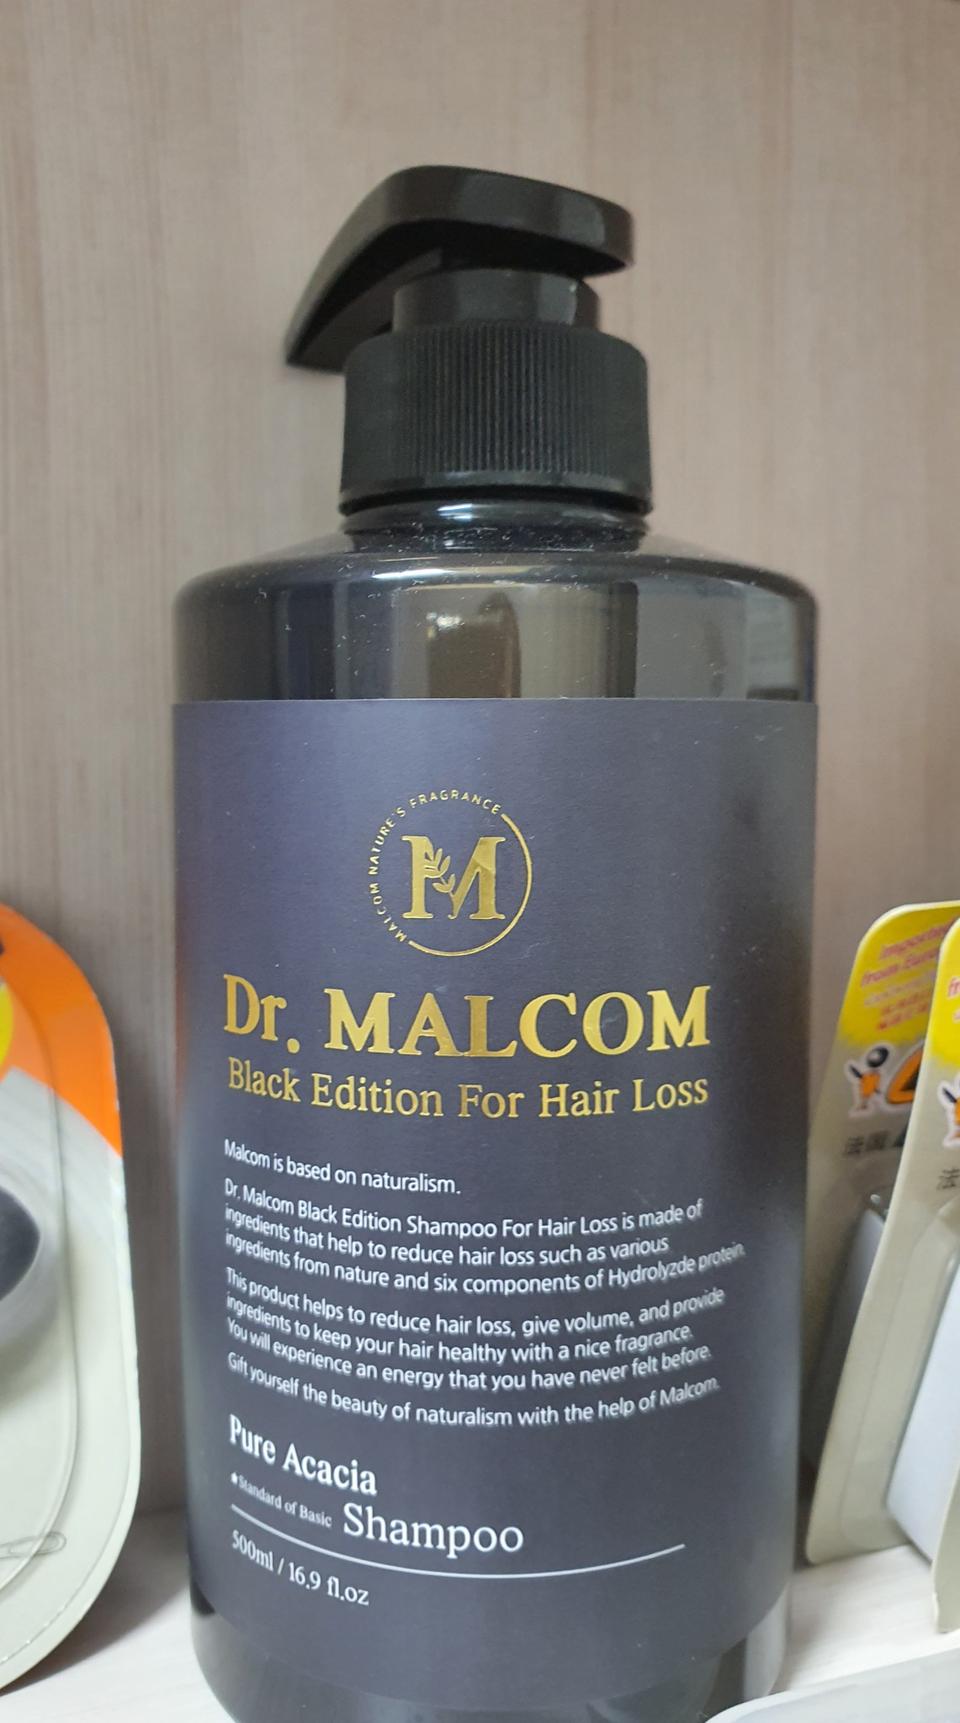 MALCOM NATURE'S FRAGRANCE
M
Dr. MALCOM
Black Edition For Hair Loss
Malcom is based on naturalism.
Dr. Malcom Black Edition Shampoo For Hair Loss is made of
ingredients that help to reduce hair loss such as various
ingredients from nature and six components of Hydrolyzde protein.
This product helps to reduce hair loss, give volume, and provide
ingredients to keep your hair healthy with a nice fragrance.
You will experience an energy that you have never felt before.
Gift yourself the beauty of naturalism with the help of Malcom.
Pure Acacia
★Standard of Basic Shampoo
500ml / 16.9 fl.oz
Imported
from
法国
法